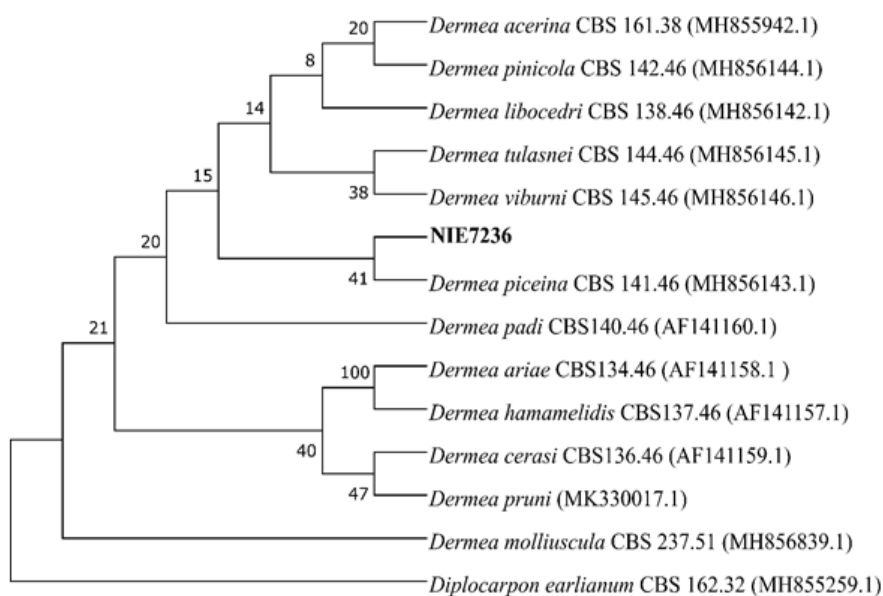 20
Dermea acerina CBS 161.38 (MH855942.1)
8
Dermea pinicola CBS 142.46 (MH856144.1)
14
Dermea libocedri CBS 138.46 (MH856142.1)
Dermea tulasnei CBS 144.46 (MH856145.1)
15
38
Dermea viburni CBS 145.46 (MH856146.1)
20
NIE7236
41
Dermea piceina CBS 141.46 (MH856143.1)
21
Dermea padi CBS140.46 (AF141160.1)
100
Dermea ariae CBS134.46 (AF141158.1 )
Dermea hamamelidis CBS137.46 (AF141157.1)
40
Dermea cerasi CBS136.46 (AF141159.1)
47
Dermea pruni (MK330017.1)
Dermea molliuscula CBS 237.51 (MH856839.1)
Diplocarpon earlianum CBS 162.32 (MH855259.1)